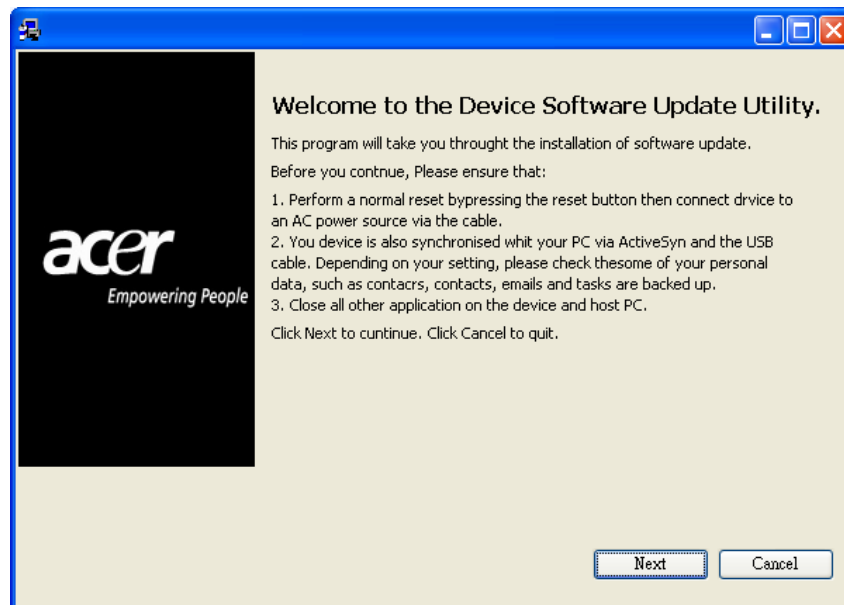 acer
Empowering People
Welcome to the Device Software Update Utility.
This program will take you throught the installation of software update.
Before you contnue, Please ensure that:
1. Perform a normal reset bypressing the reset button then connect drvice to
an AC power source via the cable.
2. You device is also synchronised whit your PC via ActiveSyn and the USB
cable. Depending on your setting, please check thesome of your personal
data, such as contacrs, contacts, emails and tasks are backed up.
3. Close all other application on the device and host PC.
Click Next to cuntinue. Click Cancel to quit.
Next
Cancel